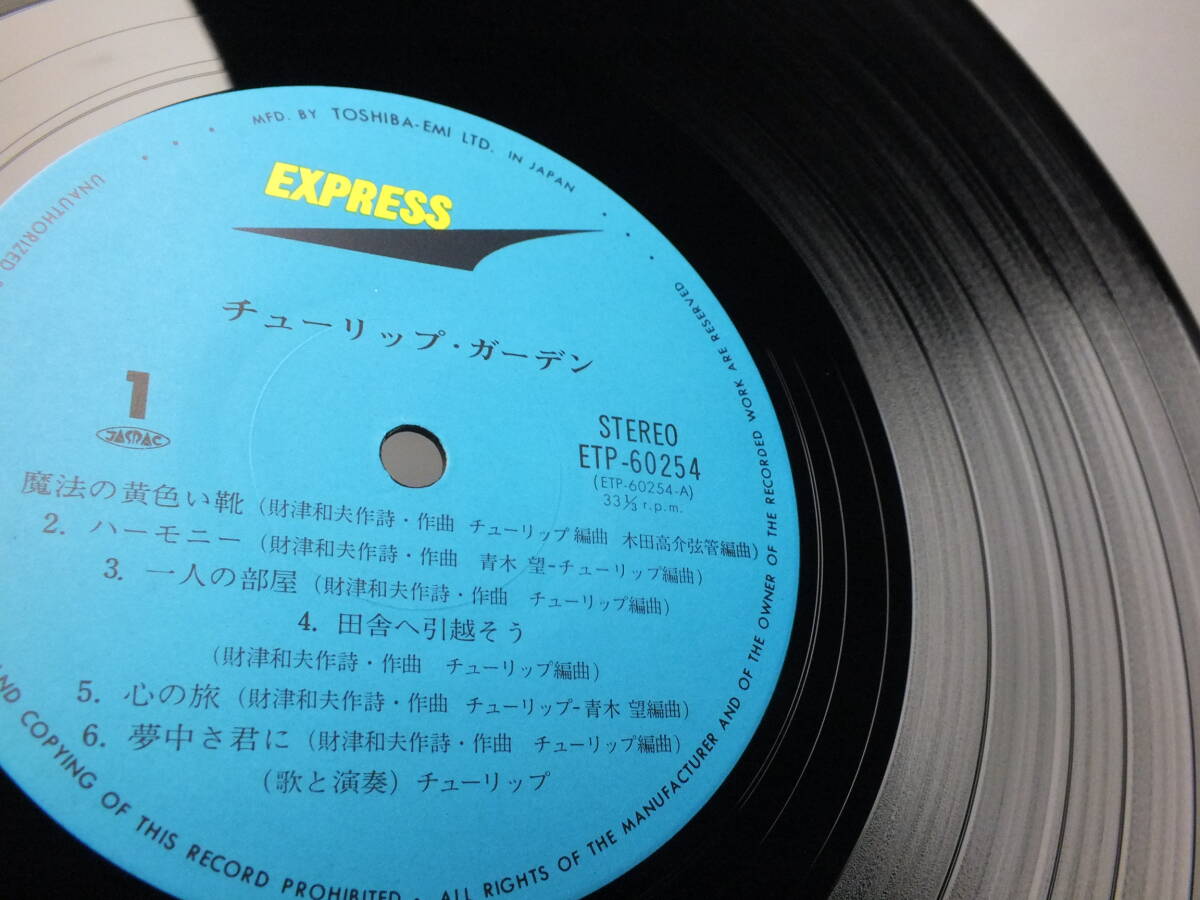 MFD. BY TOSHIBA-EMI LTD. IN JAPAN
EXPRESS
チューリップ・ガーデン
1
JASRAC
STEREO
ETP-60254
(ETP-60254-A)
33⅓ r.p.m.
魔法の黄色い靴 (財津和夫作詩・作曲 チューリップ編曲 木田高介弦管編曲)
2. ハーモニー (財津和夫作詩・作曲 青木 望-チューリップ編曲)
3. 一人の部屋 (財津和夫作詩・作曲 チューリップ編曲)
4. 田舎へ引越そう
(財津和夫作詩・作曲 チューリップ編曲)
5. 心の旅 (財津和夫作詩・作曲 チューリップ-青木 望編曲)
6. 夢中さ君に (財津和夫作詩・作曲 チューリップ編曲)
(歌と演奏) チューリップ
UNAUTHORIZED
ND COPYING OF THIS RECORD PROHIBITED • ALL RIGHTS OF THE MANUFACTURER AND OF THE OWNER OF THE RECORDED WORK ARE RESERVED